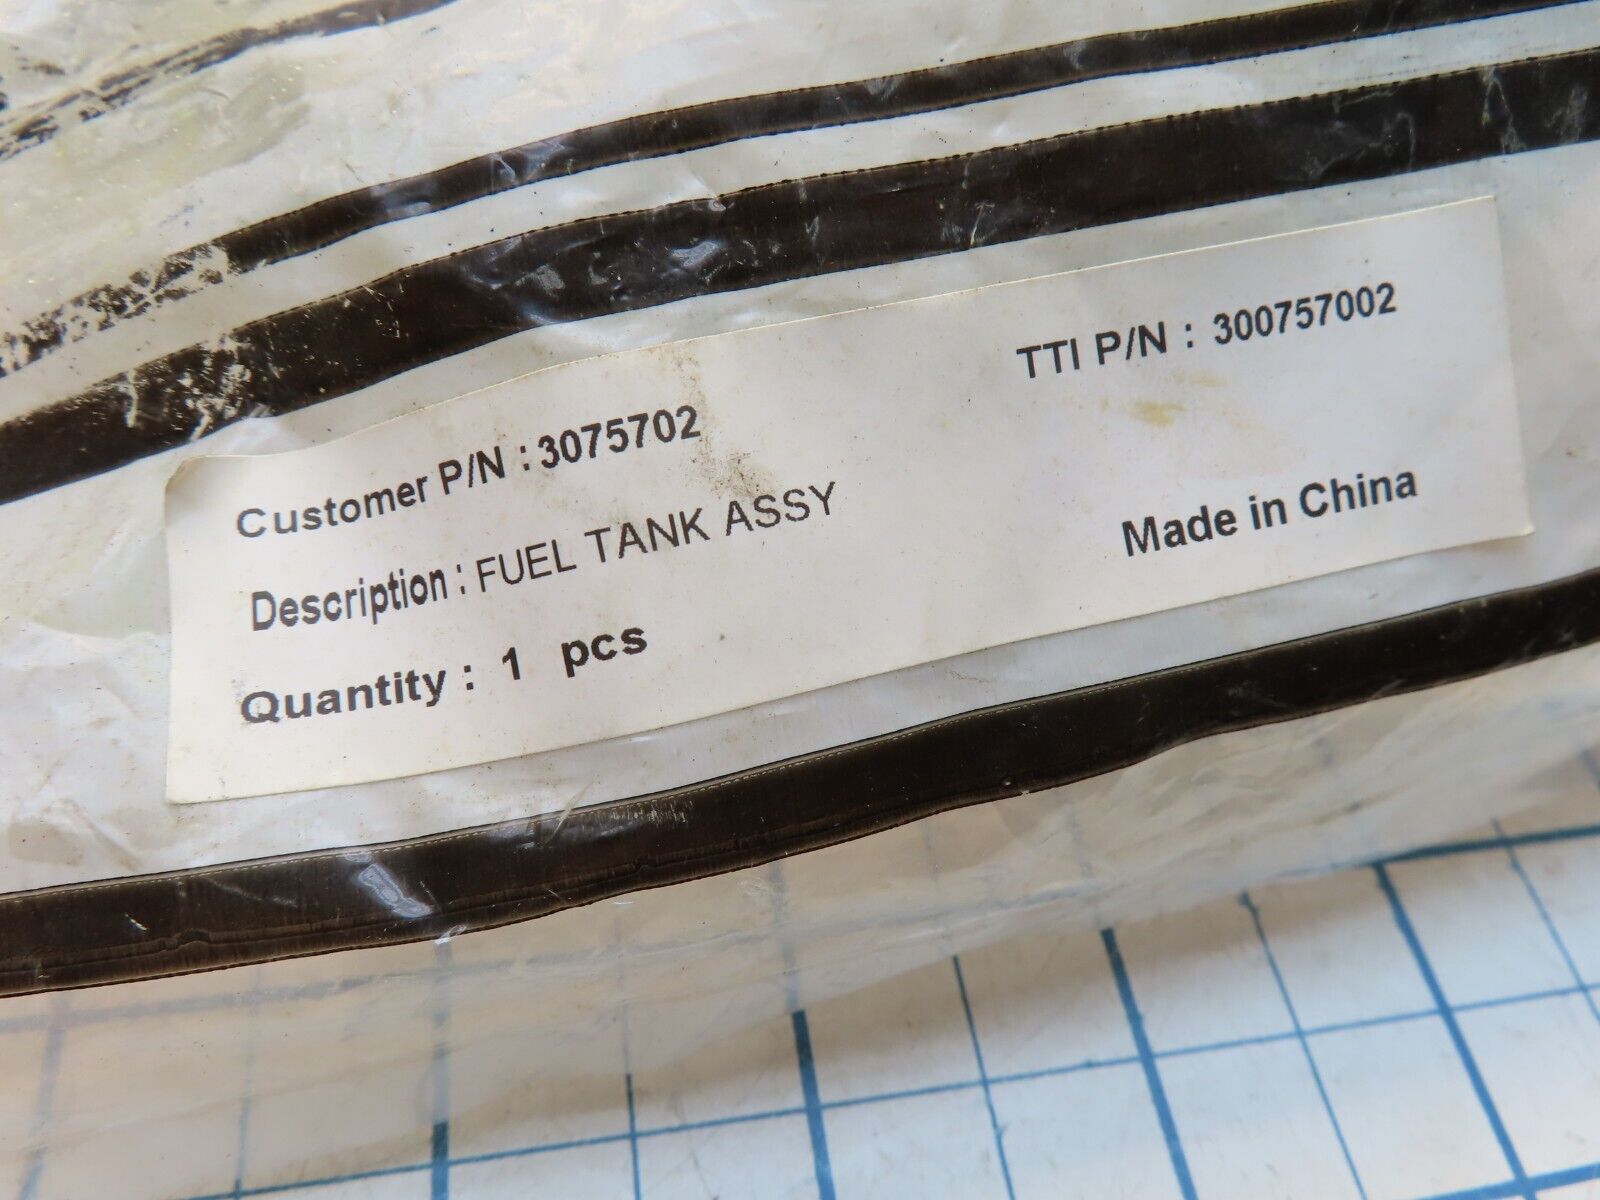 Customer P/N : 3075702
TTI P/N : 300757002
Description : FUEL TANK ASSY
Made in China
Quantity : 1 pcs